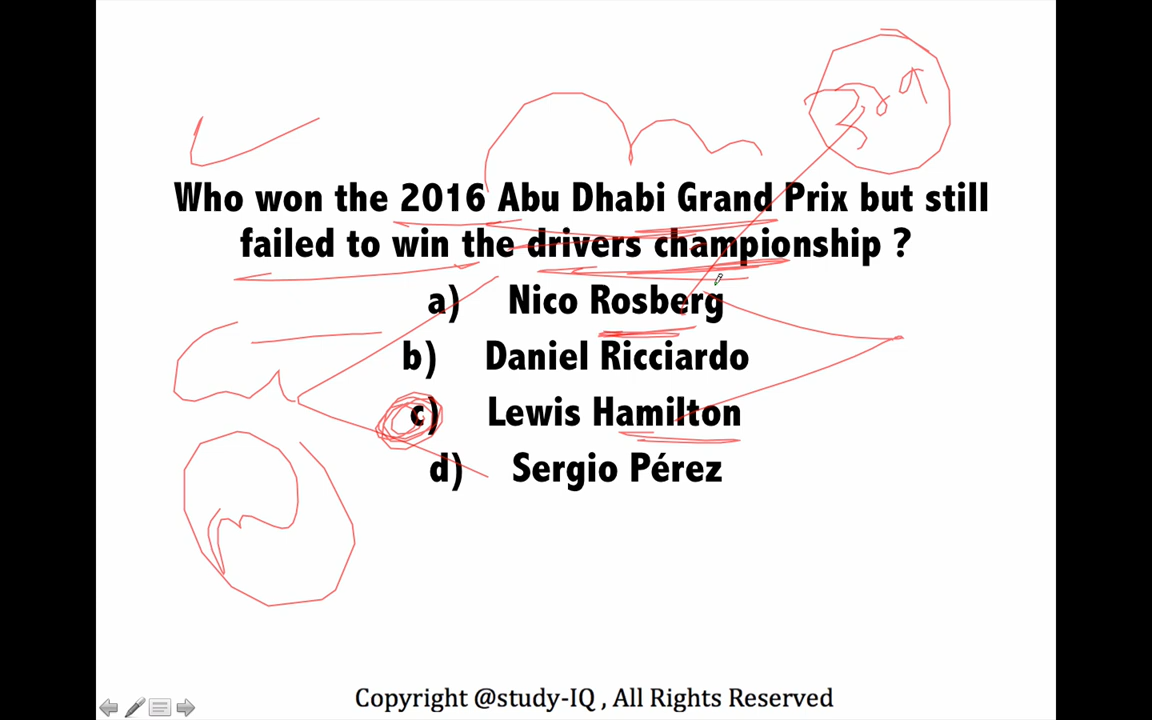 Who won the 2016 Abu Dhabi Grand Prix but still
failed to win the drivers championship ?
a) Nico Rosberg
b) Daniel Ricciardo
c) Lewis Hamilton
d) Sergio Pérez
Copyright @study-IQ , All Rights Reserved